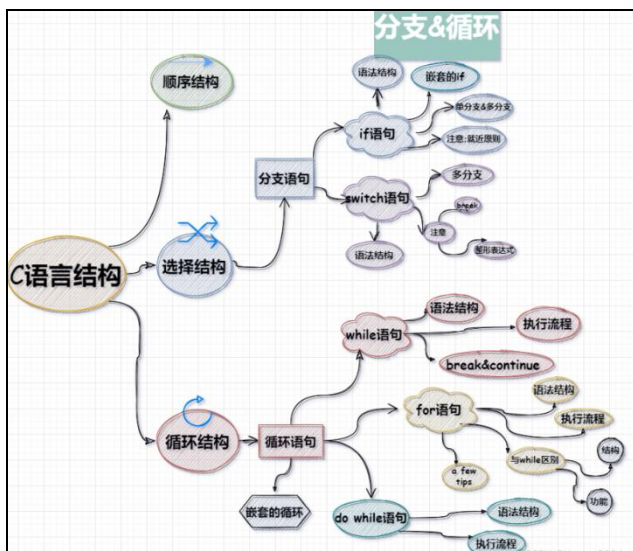 分支&循环
顺序结构
语法结构
嵌套的if
单分支&多分支
if语句
注意:就近原则
分支语句
多分支
switch语句
break
注意
整形表达式
语法结构
C语言结构
选择结构
语法结构
while语句
执行流程
break&continue
语法结构
for语句
执行流程
循环结构
循环语句
结构
与while区别
a few
tips
功能
嵌套的循环
语法结构
do while语句
执行流程